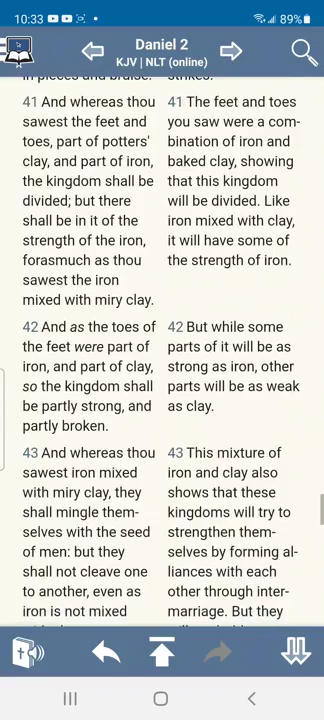 10:33
89%
Daniel 2
KJV | NLT (online)
in pieces and bruise.
strikes.
41 And whereas thou
sawest the feet and
toes, part of potters'
clay, and part of iron,
the kingdom shall be
divided; but there
shall be in it of the
strength of the iron,
forasmuch as thou
sawest the iron
mixed with miry clay.
41 The feet and toes
you saw were a com-
bination of iron and
baked clay, showing
that this kingdom
will be divided. Like
iron mixed with clay,
it will have some of
the strength of iron.
42 And as the toes of
the feet were part of
iron, and part of clay,
so the kingdom shall
be partly strong, and
partly broken.
42 But while some
parts of it will be as
strong as iron, other
parts will be as weak
as clay.
43 And whereas thou
sawest iron mixed
with miry clay, they
shall mingle them-
selves with the seed
of men: but they
shall not cleave one
to another, even as
iron is not mixed
43 This mixture of
iron and clay also
shows that these
kingdoms will try to
strengthen them-
selves by forming al-
liances with each
other through inter-
marriage. But they